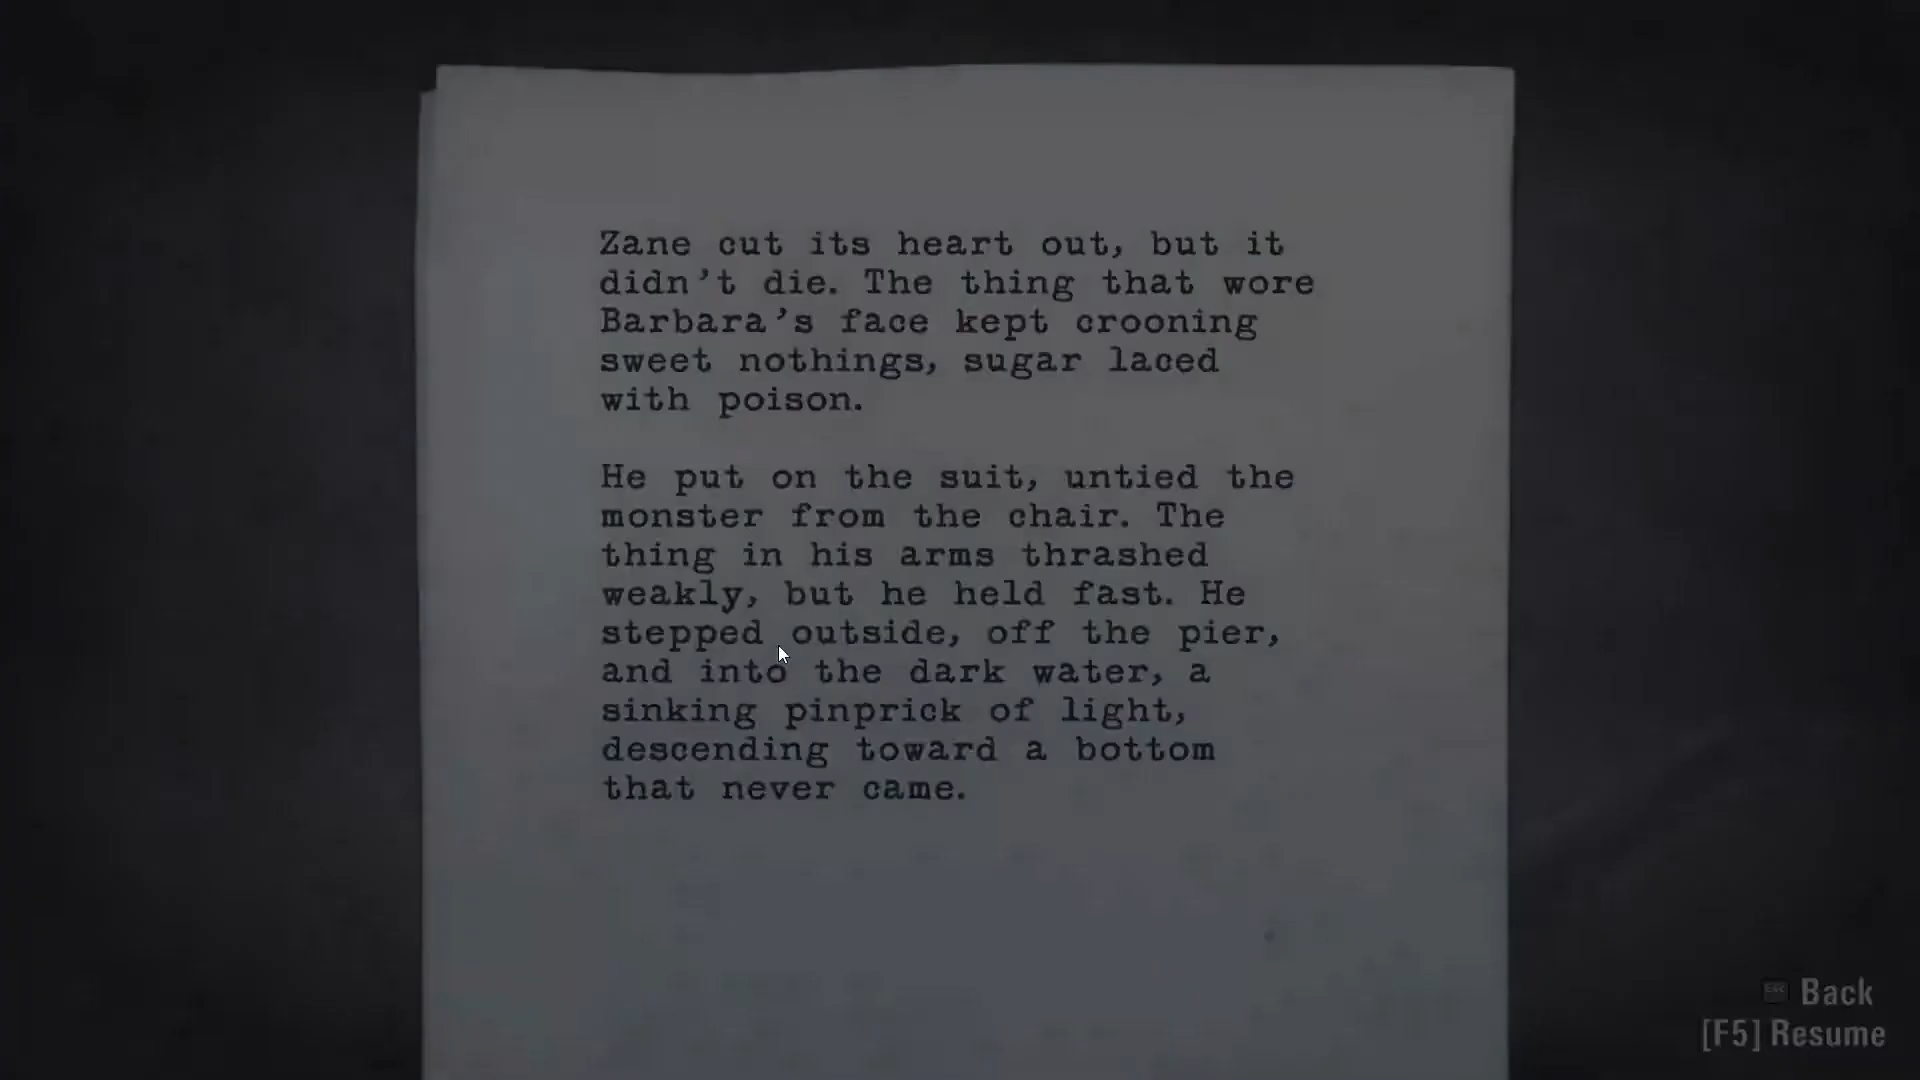 Zane cut its heart out, but it
didn't die. The thing that wore
Barbara's face kept crooning
sweet nothings, sugar laced
with poison.
He put on the suit, untied the
monster from the chair. The
thing in his arms thrashed
weakly, but he held fast. He
stepped outside, off the pier,
and into the dark water, a
sinking pinprick of light,
descending toward a bottom
that never came.
Esc Back
[F5] Resume